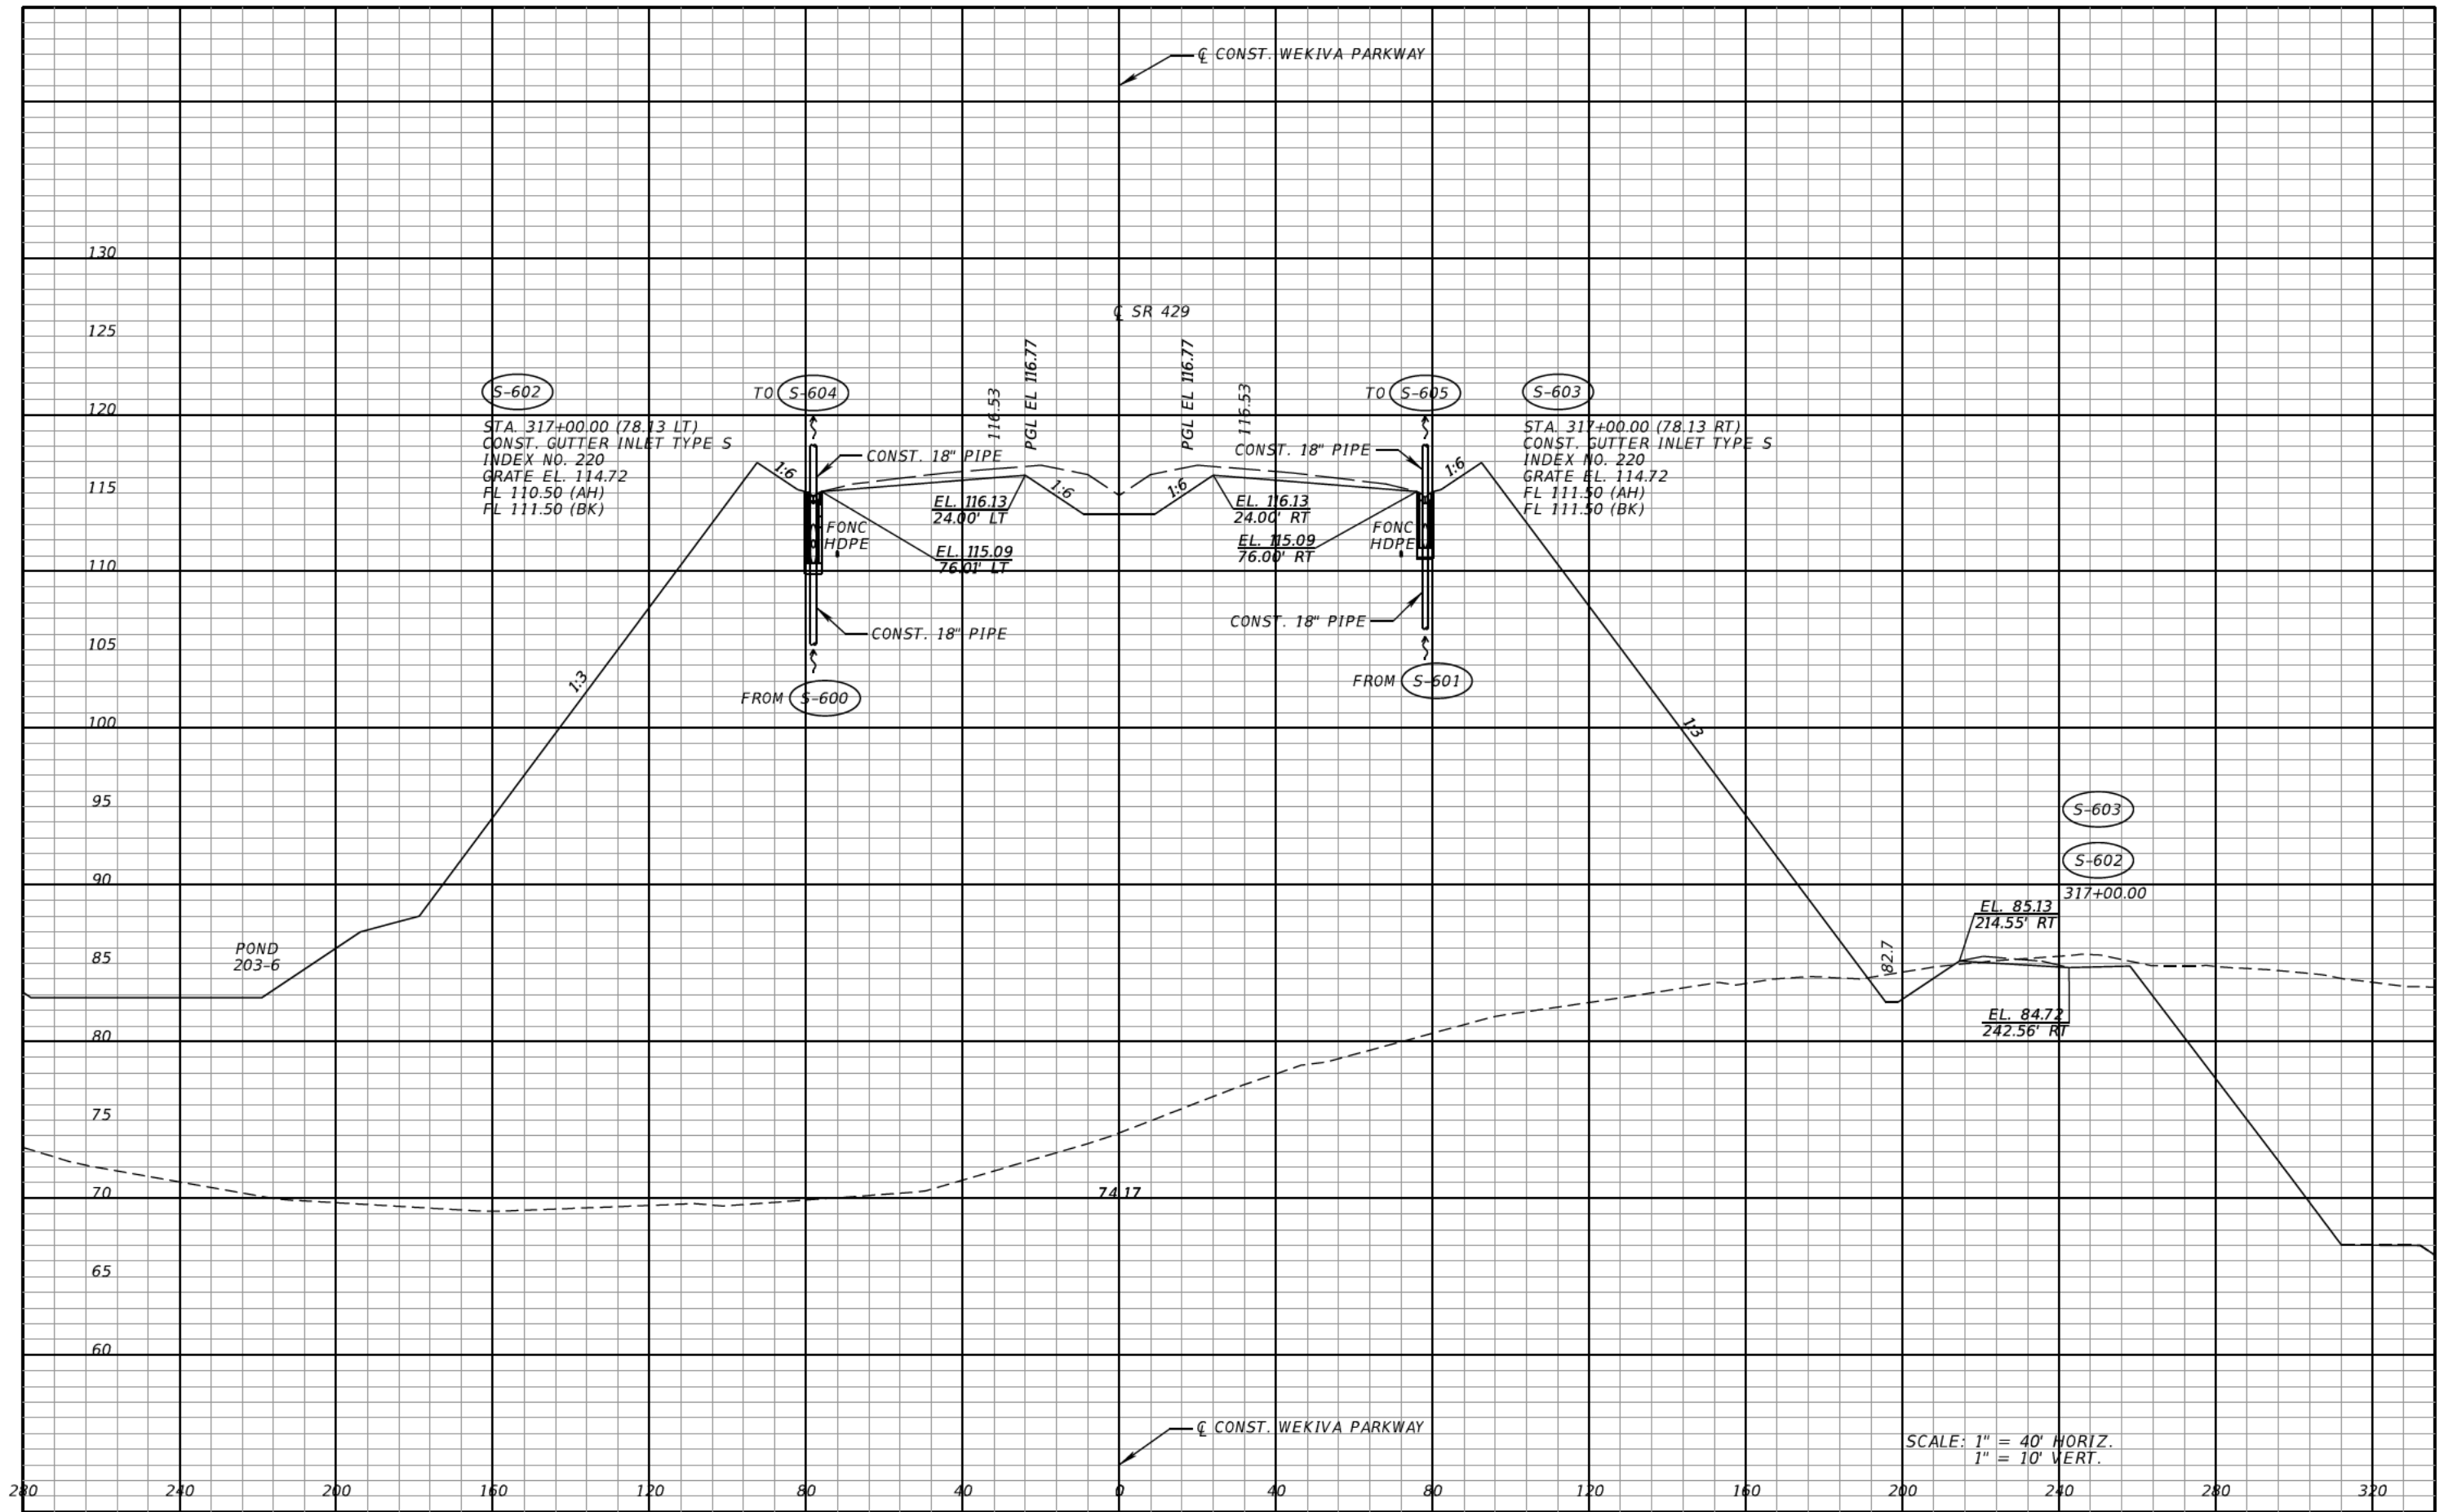 ℄ CONST. WEKIVA PARKWAY
130
℄ SR 429
125
116.53
PGL EL 116.77
PGL EL 116.77
116.53
S-602
TO S-604
TO S-605
S-603
120
STA. 317+00.00 (78.13 LT)
CONST. GUTTER INLET TYPE S
INDEX NO. 220
GRATE EL. 114.72
FL 110.50 (AH)
FL 111.50 (BK)
STA. 317+00.00 (78.13 RT)
CONST. GUTTER INLET TYPE S
INDEX NO. 220
GRATE EL. 114.72
FL 111.50 (AH)
FL 111.50 (BK)
CONST. 18" PIPE
CONST. 18" PIPE
1:6
1:6
1:6
1:6
115
EL. 116.13
24.00' LT
EL. 116.13
24.00' RT
FONC
HDPE
FONC
HDPE
EL. 115.09
76.01' LT
EL. 115.09
76.00' RT
110
CONST. 18" PIPE
CONST. 18" PIPE
105
1:3
FROM S-600
FROM S-601
100
1:3
95
S-603
S-602
90
317+00.00
EL. 85.13
214.55' RT
POND
203-6
85
82.7
EL. 84.72
242.56' RT
80
75
70
74.17
65
60
℄ CONST. WEKIVA PARKWAY
SCALE: 1" = 40' HORIZ.
1" = 10' VERT.
280 240 200 160 120 80 40 0 40 80 120 160 200 240 280 320